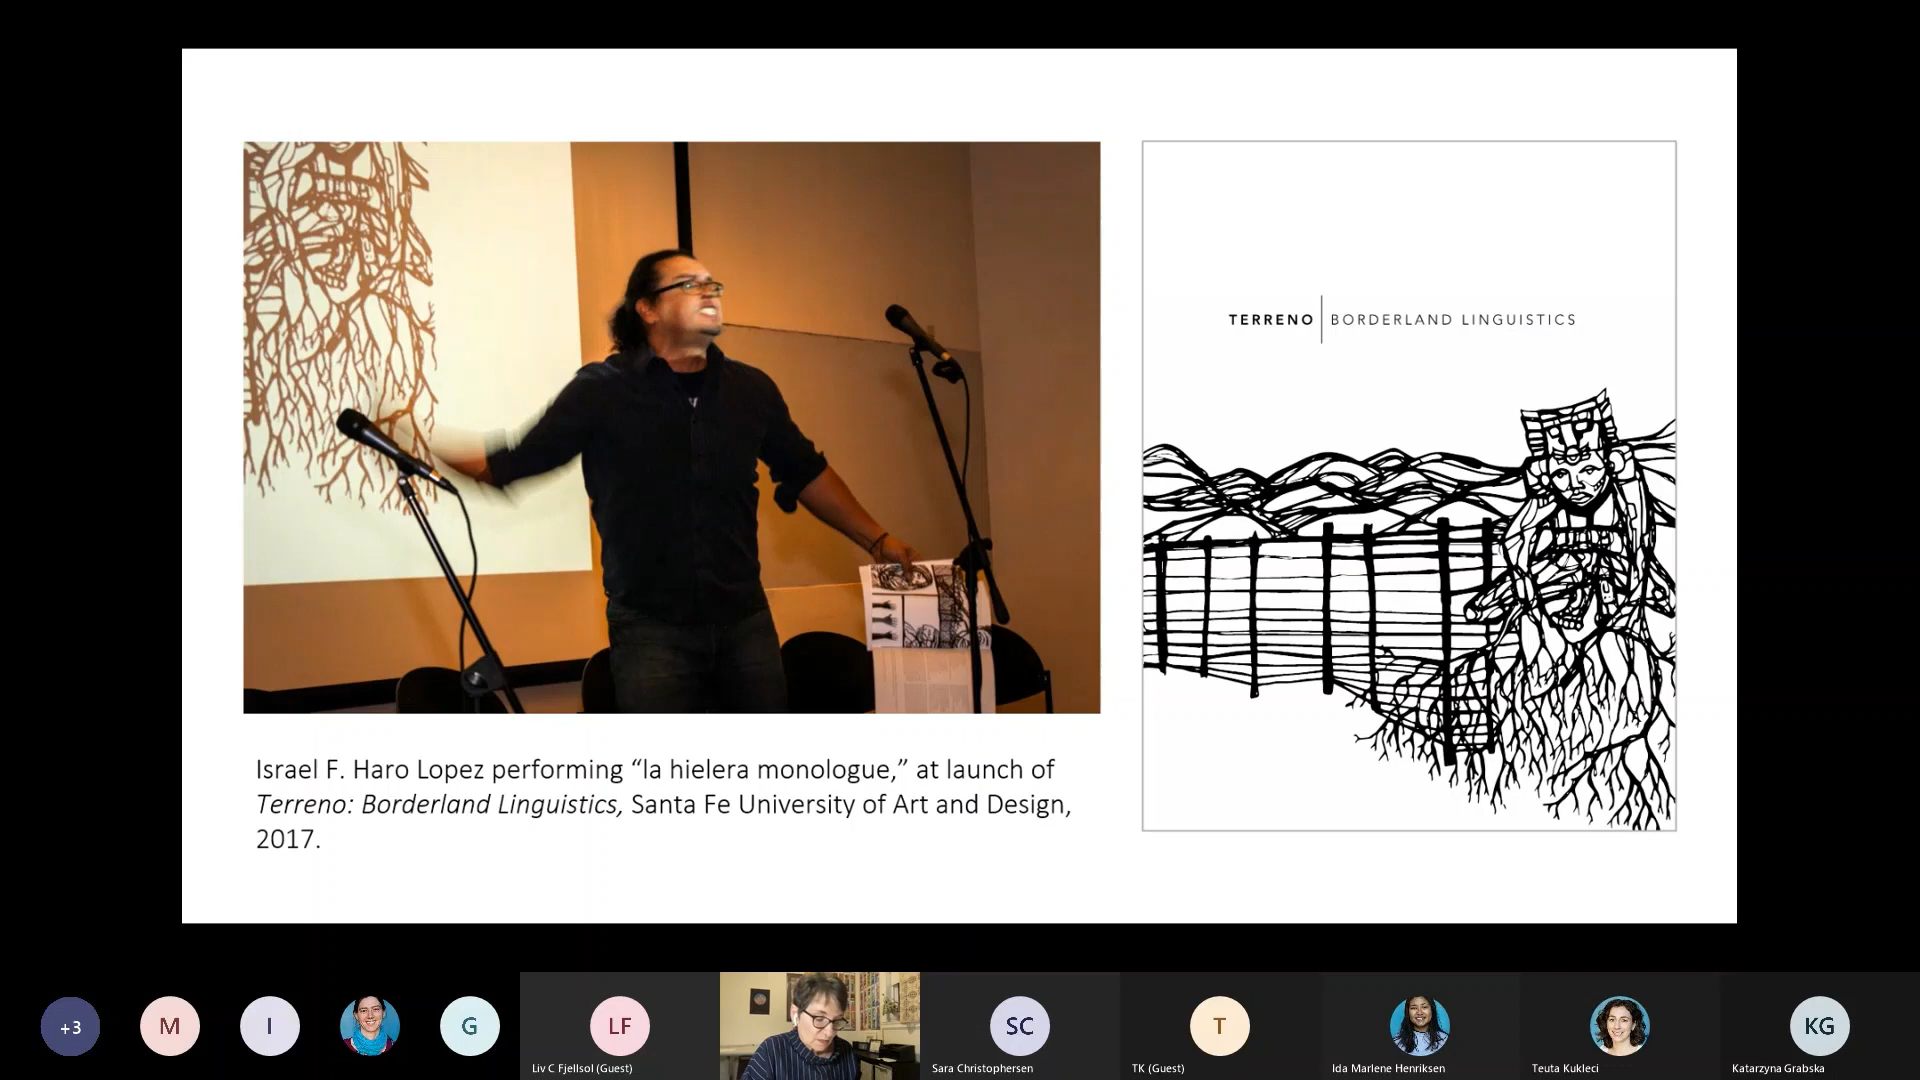 TERRENO | BORDERLAND LINGUISTICS
Israel F. Haro Lopez performing “la hielera monologue,” at launch of
Terreno: Borderland Linguistics, Santa Fe University of Art and Design,
2017.
+3
M
I
G
LF
SC
T
KG
Liv C Fjellsol (Guest)
Sara Christophersen
TK (Guest)
Ida Marlene Henriksen
Teuta Kukleci
Katarzyna Grabska